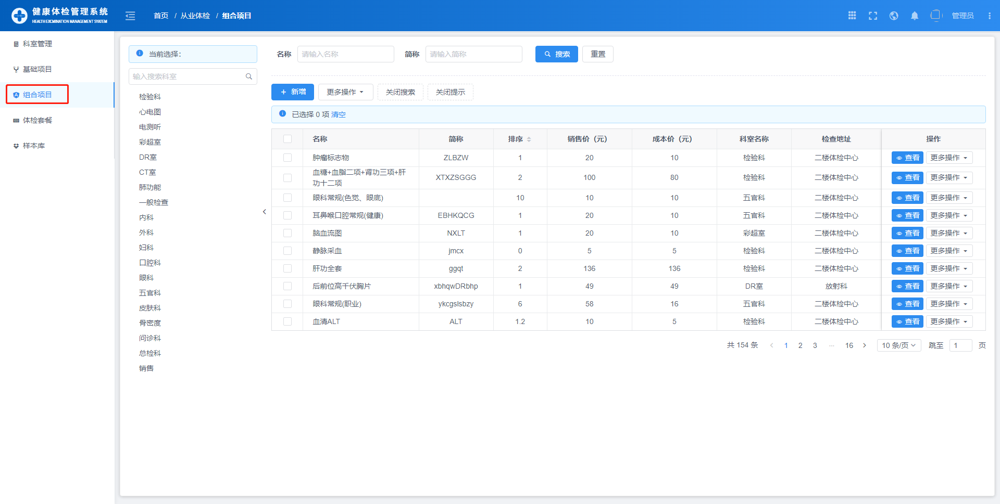 健康体检管理系统
HEALTH EXCMINATION MANAGEMENT SYATEM
首页 / 从业体检 / 组合项目
管理员
科室管理
基础项目
组合项目
体检套餐
样本库
当前选择：
输入搜索科室
检验科
心电图
电测听
彩超室
DR室
CT室
肺功能
一般检查
内科
外科
妇科
口腔科
眼科
五官科
皮肤科
骨密度
问诊科
总检科
销售
名称 请输入名称 简称 请输入简称 搜索 重置
+ 新增 更多操作 关闭搜索 关闭提示
已选择 0 项 清空
名称 简称 排序 销售价（元） 成本价（元） 科室名称 检查地址 操作
肿瘤标志物 ZLBZW 1 20 10 检验科 二楼体检中心 查看 更多操作
血糖+血脂二项+肾功三项+肝
功十二项 XTXZSGGG 2 100 80 检验科 二楼体检中心 查看 更多操作
眼科常规(色觉、眼底) 10 10 10 五官科 二楼体检中心 查看 更多操作
耳鼻喉口腔常规(健康) EBHKQCG 1 20 10 五官科 二楼体检中心 查看 更多操作
脑血流图 NXLT 1 20 10 彩超室 二楼体检中心 查看 更多操作
静脉采血 jmcx 0 5 5 检验科 二楼体检中心 查看 更多操作
肝功全套 ggqt 2 136 136 检验科 二楼体检中心 查看 更多操作
后前位高千伏胸片 xbhqwDRbhp 1 49 49 DR室 放射科 查看 更多操作
眼科常规(职业) ykcgslsbzy 6 58 16 五官科 二楼体检中心 查看 更多操作
血清ALT ALT 1.2 10 5 检验科 二楼体检中心 查看 更多操作
共 154 条 < 1 2 3 ··· 16 > 10 条/页 跳至 1 页